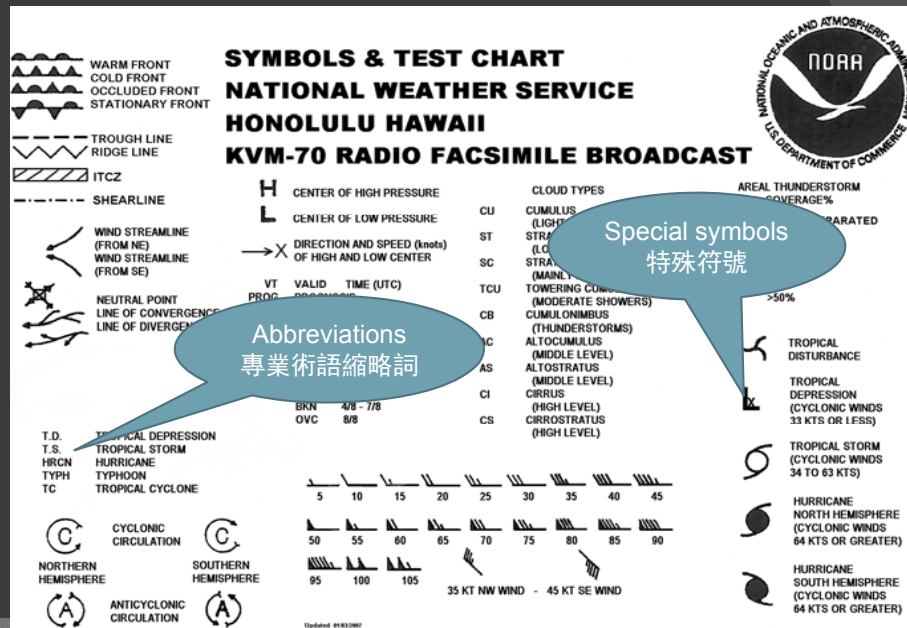 SYMBOLS & TEST CHART
NATIONAL WEATHER SERVICE
HONOLULU HAWAII
KVM-70 RADIO FACSIMILE BROADCAST
NATIONAL OCEANIC AND ATMOSPHERIC
U.S. DEPARTMENT OF COMMERCE
NOAA
WARM FRONT
COLD FRONT
OCCLUDED FRONT
STATIONARY FRONT
TROUGH LINE
RIDGE LINE
ITCZ
SHEARLINE
WIND STREAMLINE
(FROM NE)
WIND STREAMLINE
(FROM SE)
NEUTRAL POINT
LINE OF CONVERGENCE
LINE OF
H CENTER OF HIGH PRESSURE
L CENTER OF LOW PRESSURE
X DIRECTION AND SPEED (knots)
OF HIGH AND LOW CENTER
VT VALID TIME (UTC)
PROG
Abbreviations
專業術語縮略詞
BKN 4/8 - 7/8
OVC 8/8
CLOUD TYPES
CU CUMULUS
ST
SC
(MAINLY
TCU TOWERING
(MODERATE SHOWERS)
CB CUMULONIMBUS
(THUNDERSTORMS)
ALTOCUMULUS
(MIDDLE LEVEL)
AS ALTOSTRATUS
(MIDDLE LEVEL)
CI CIRRUS
(HIGH LEVEL)
CS CIRROSTRATUS
(HIGH LEVEL)
AREAL THUNDERSTORM
COVERAGE%
Special symbols
特殊符號
>50%
TROPICAL
DISTURBANCE
TROPICAL
DEPRESSION
(CYCLONIC WINDS
33 KTS OR LESS)
TROPICAL STORM
(CYCLONIC WINDS
34 TO 63 KTS)
HURRICANE
NORTH HEMISPHERE
(CYCLONIC WINDS
64 KTS OR GREATER)
HURRICANE
SOUTH HEMISPHERE
(CYCLONIC WINDS
64 KTS OR GREATER)
T.D. TROPICAL DEPRESSION
T.S. TROPICAL STORM
HRCN HURRICANE
TYPH TYPHOON
TC TROPICAL CYCLONE
C CYCLONIC
CIRCULATION C
NORTHERN
HEMISPHERE
SOUTHERN
HEMISPHERE
A ANTICYCLONIC
CIRCULATION A
5 10 15 20 25 30 35 40 45
50 55 60 65 70 75 80 85 90
95 100 105
35 KT NW WIND - 45 KT SE WIND
Updated 01/03/2007